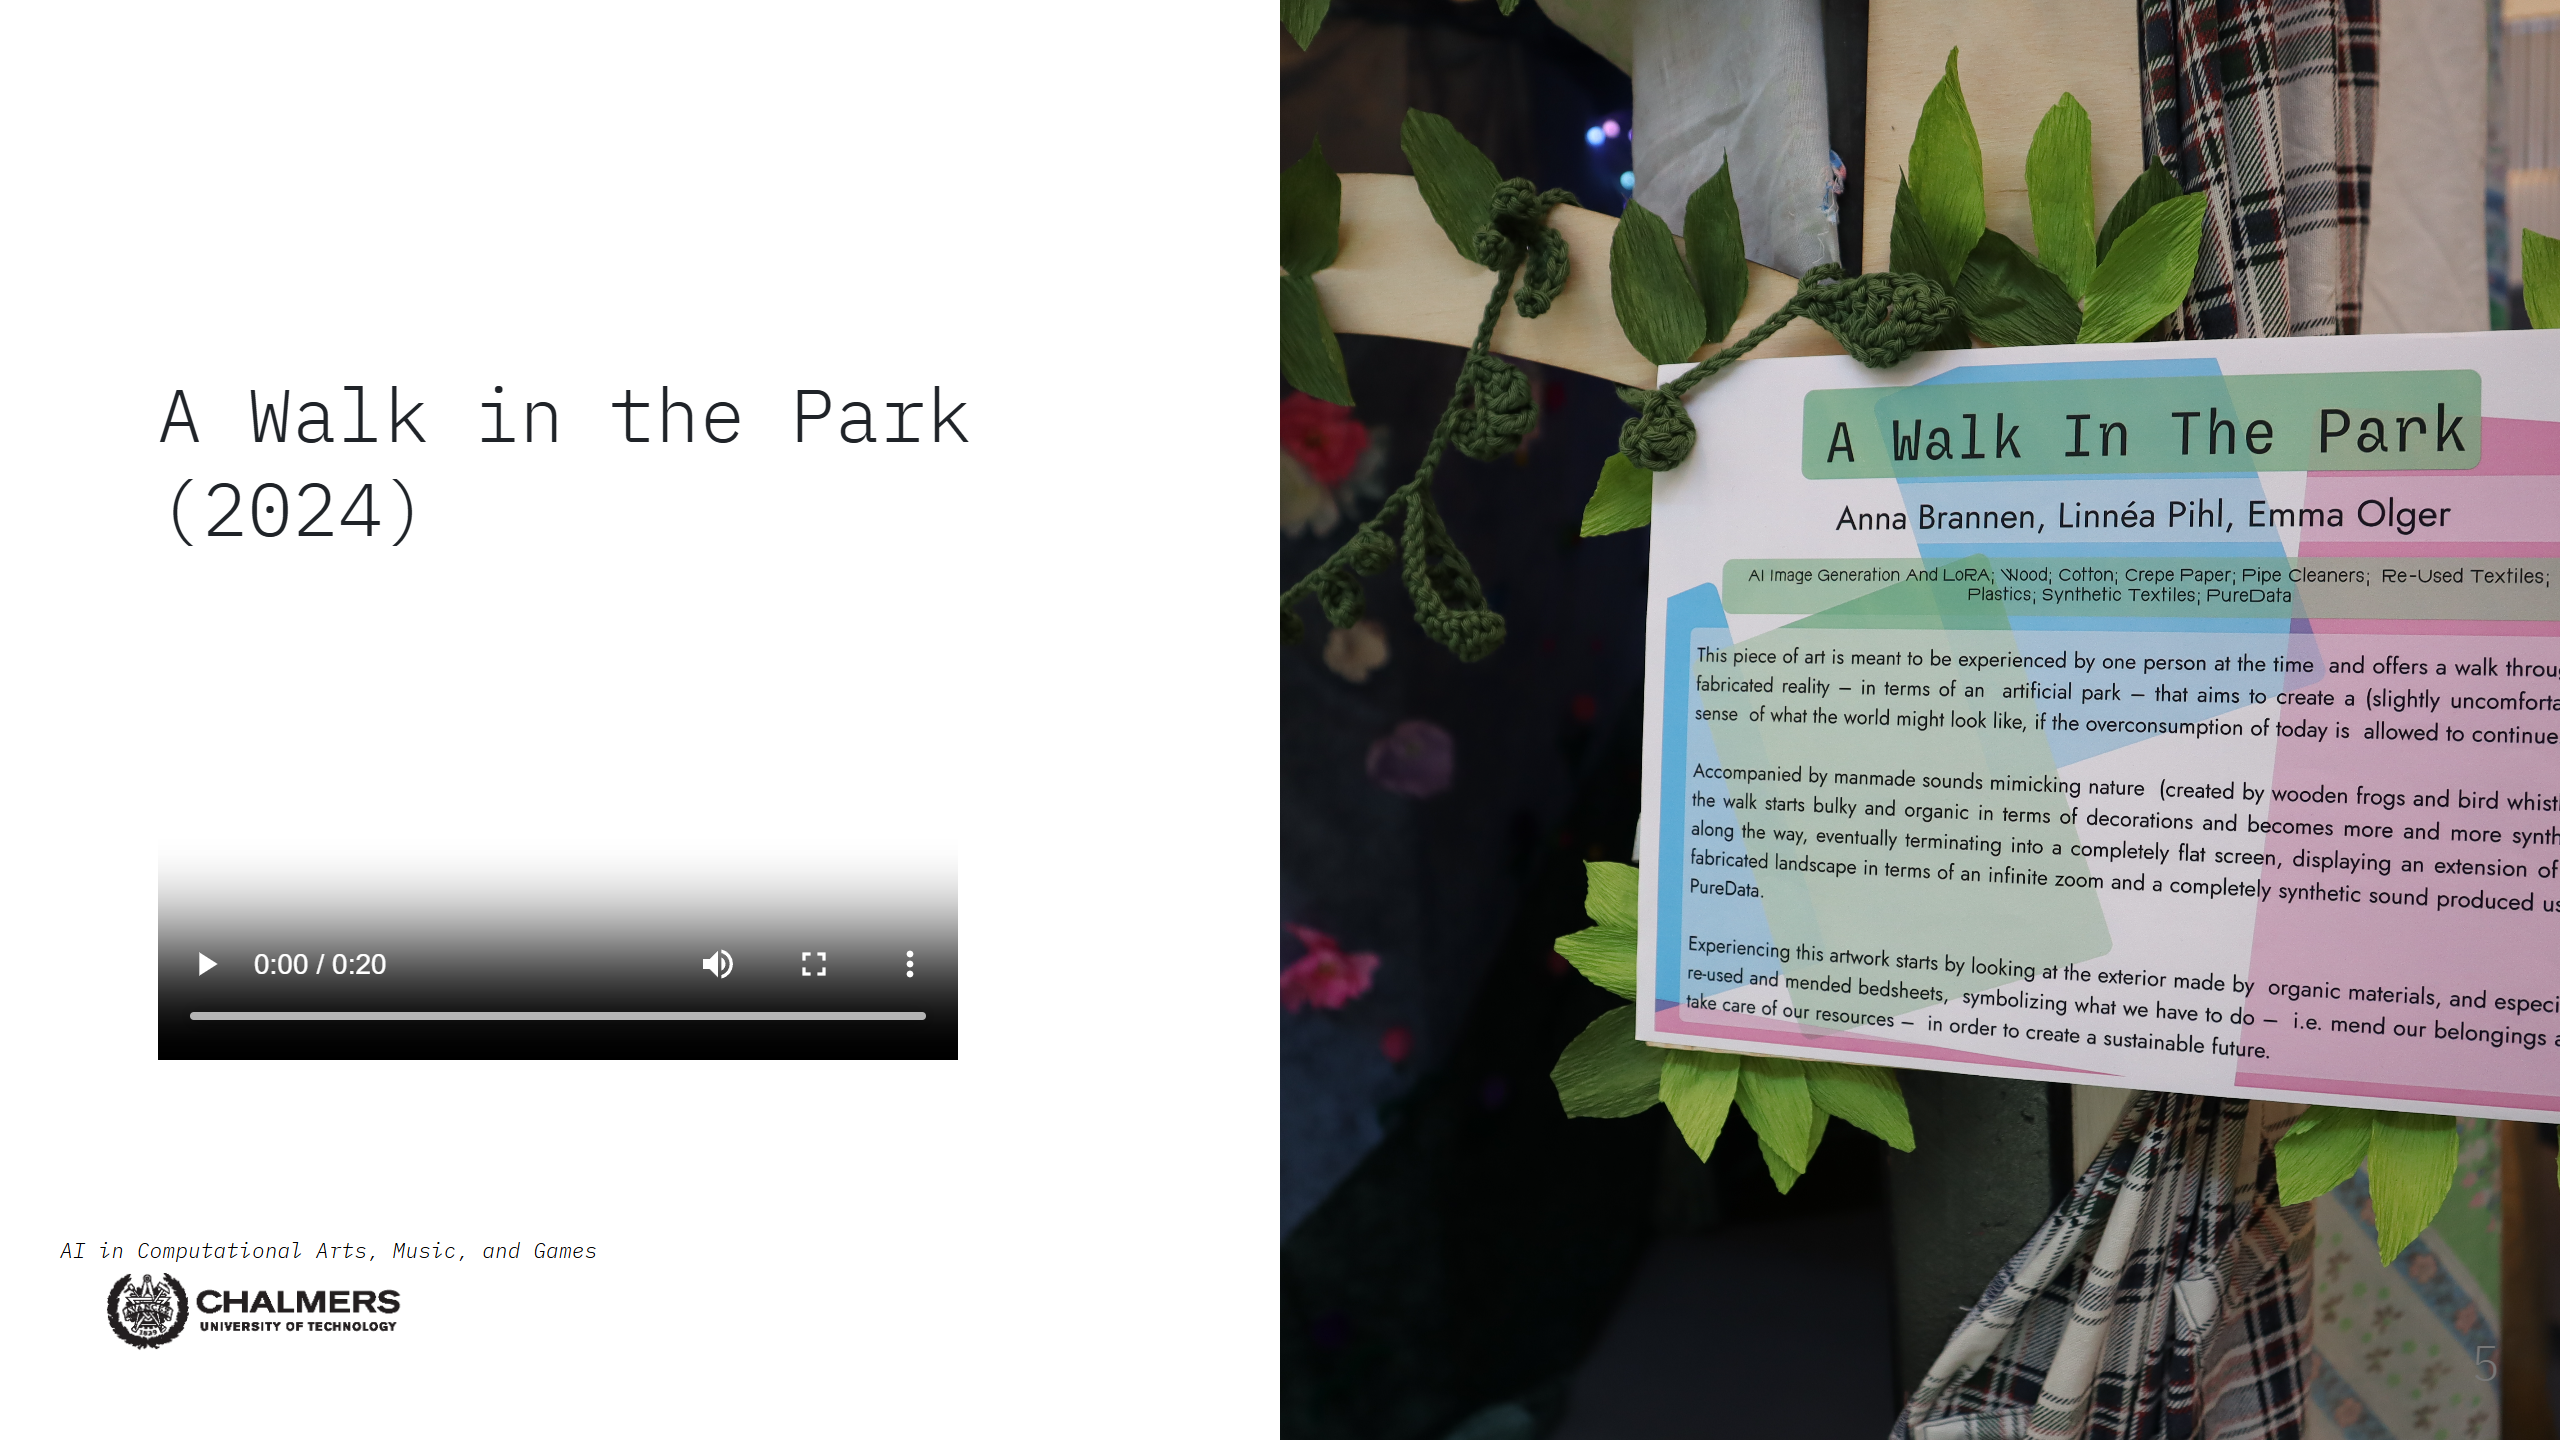 A Walk in the Park
(2024)
0:00 / 0:20
AI in Computational Arts, Music, and Games
AVANCEZ
1829
CHALMERS
UNIVERSITY OF TECHNOLOGY
A Walk In The Park
Anna Brannen, Linnéa Pihl, Emma Olger
AI Image Generation And LoRA; Wood; Cotton; Crepe Paper; Pipe Cleaners; Re-Used Textiles;
Plastics; Synthetic Textiles; PureData
This piece of art is meant to be experienced by one person at the time and offers a walk
fabricated reality – in terms of an artificial park – that aims to create a (slightly
sense of what the world might look like, if the overconsumption of today is allowed to continue
Accompanied by manmade sounds mimicking nature (created by wooden frogs and bird
the walk starts bulky and organic in terms of decorations and becomes more and more
along the way, eventually terminating into a completely flat screen, displaying an extension of
fabricated landscape in terms of an infinite zoom and a completely synthetic sound produced
PureData.
Experiencing this artwork starts by looking at the exterior made by organic materials, and
re-used and mended bedsheets, symbolizing what we have to do – i.e. mend our belongings
take care of our resources – in order to create a sustainable future.
5